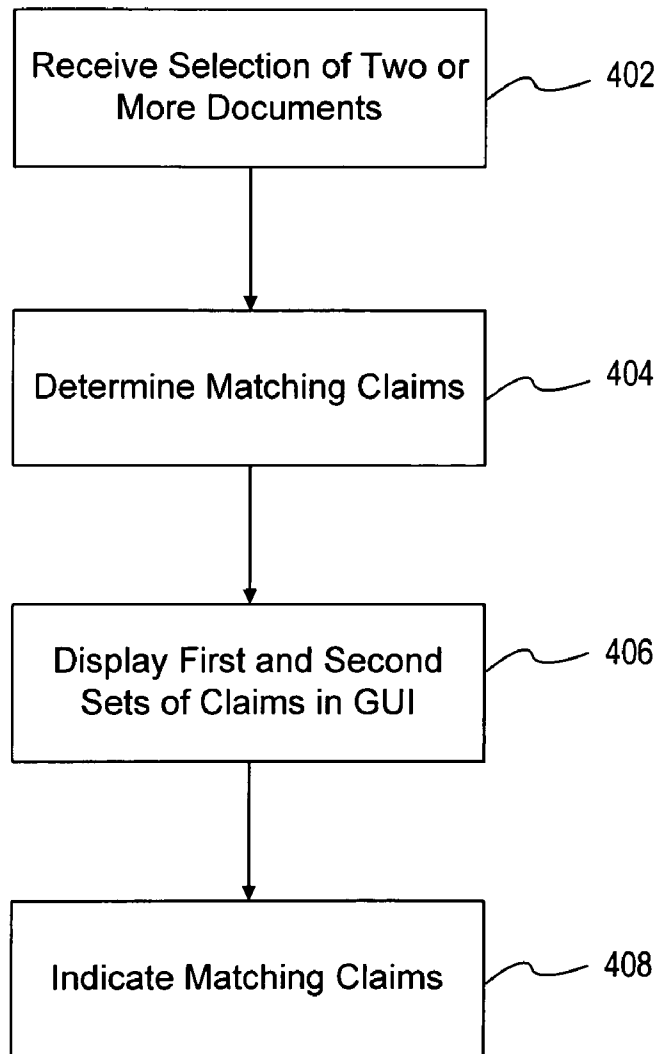 Receive Selection of Two or
More Documents
402
Determine Matching Claims
404
Display First and Second
Sets of Claims in GUI
406
Indicate Matching Claims
408